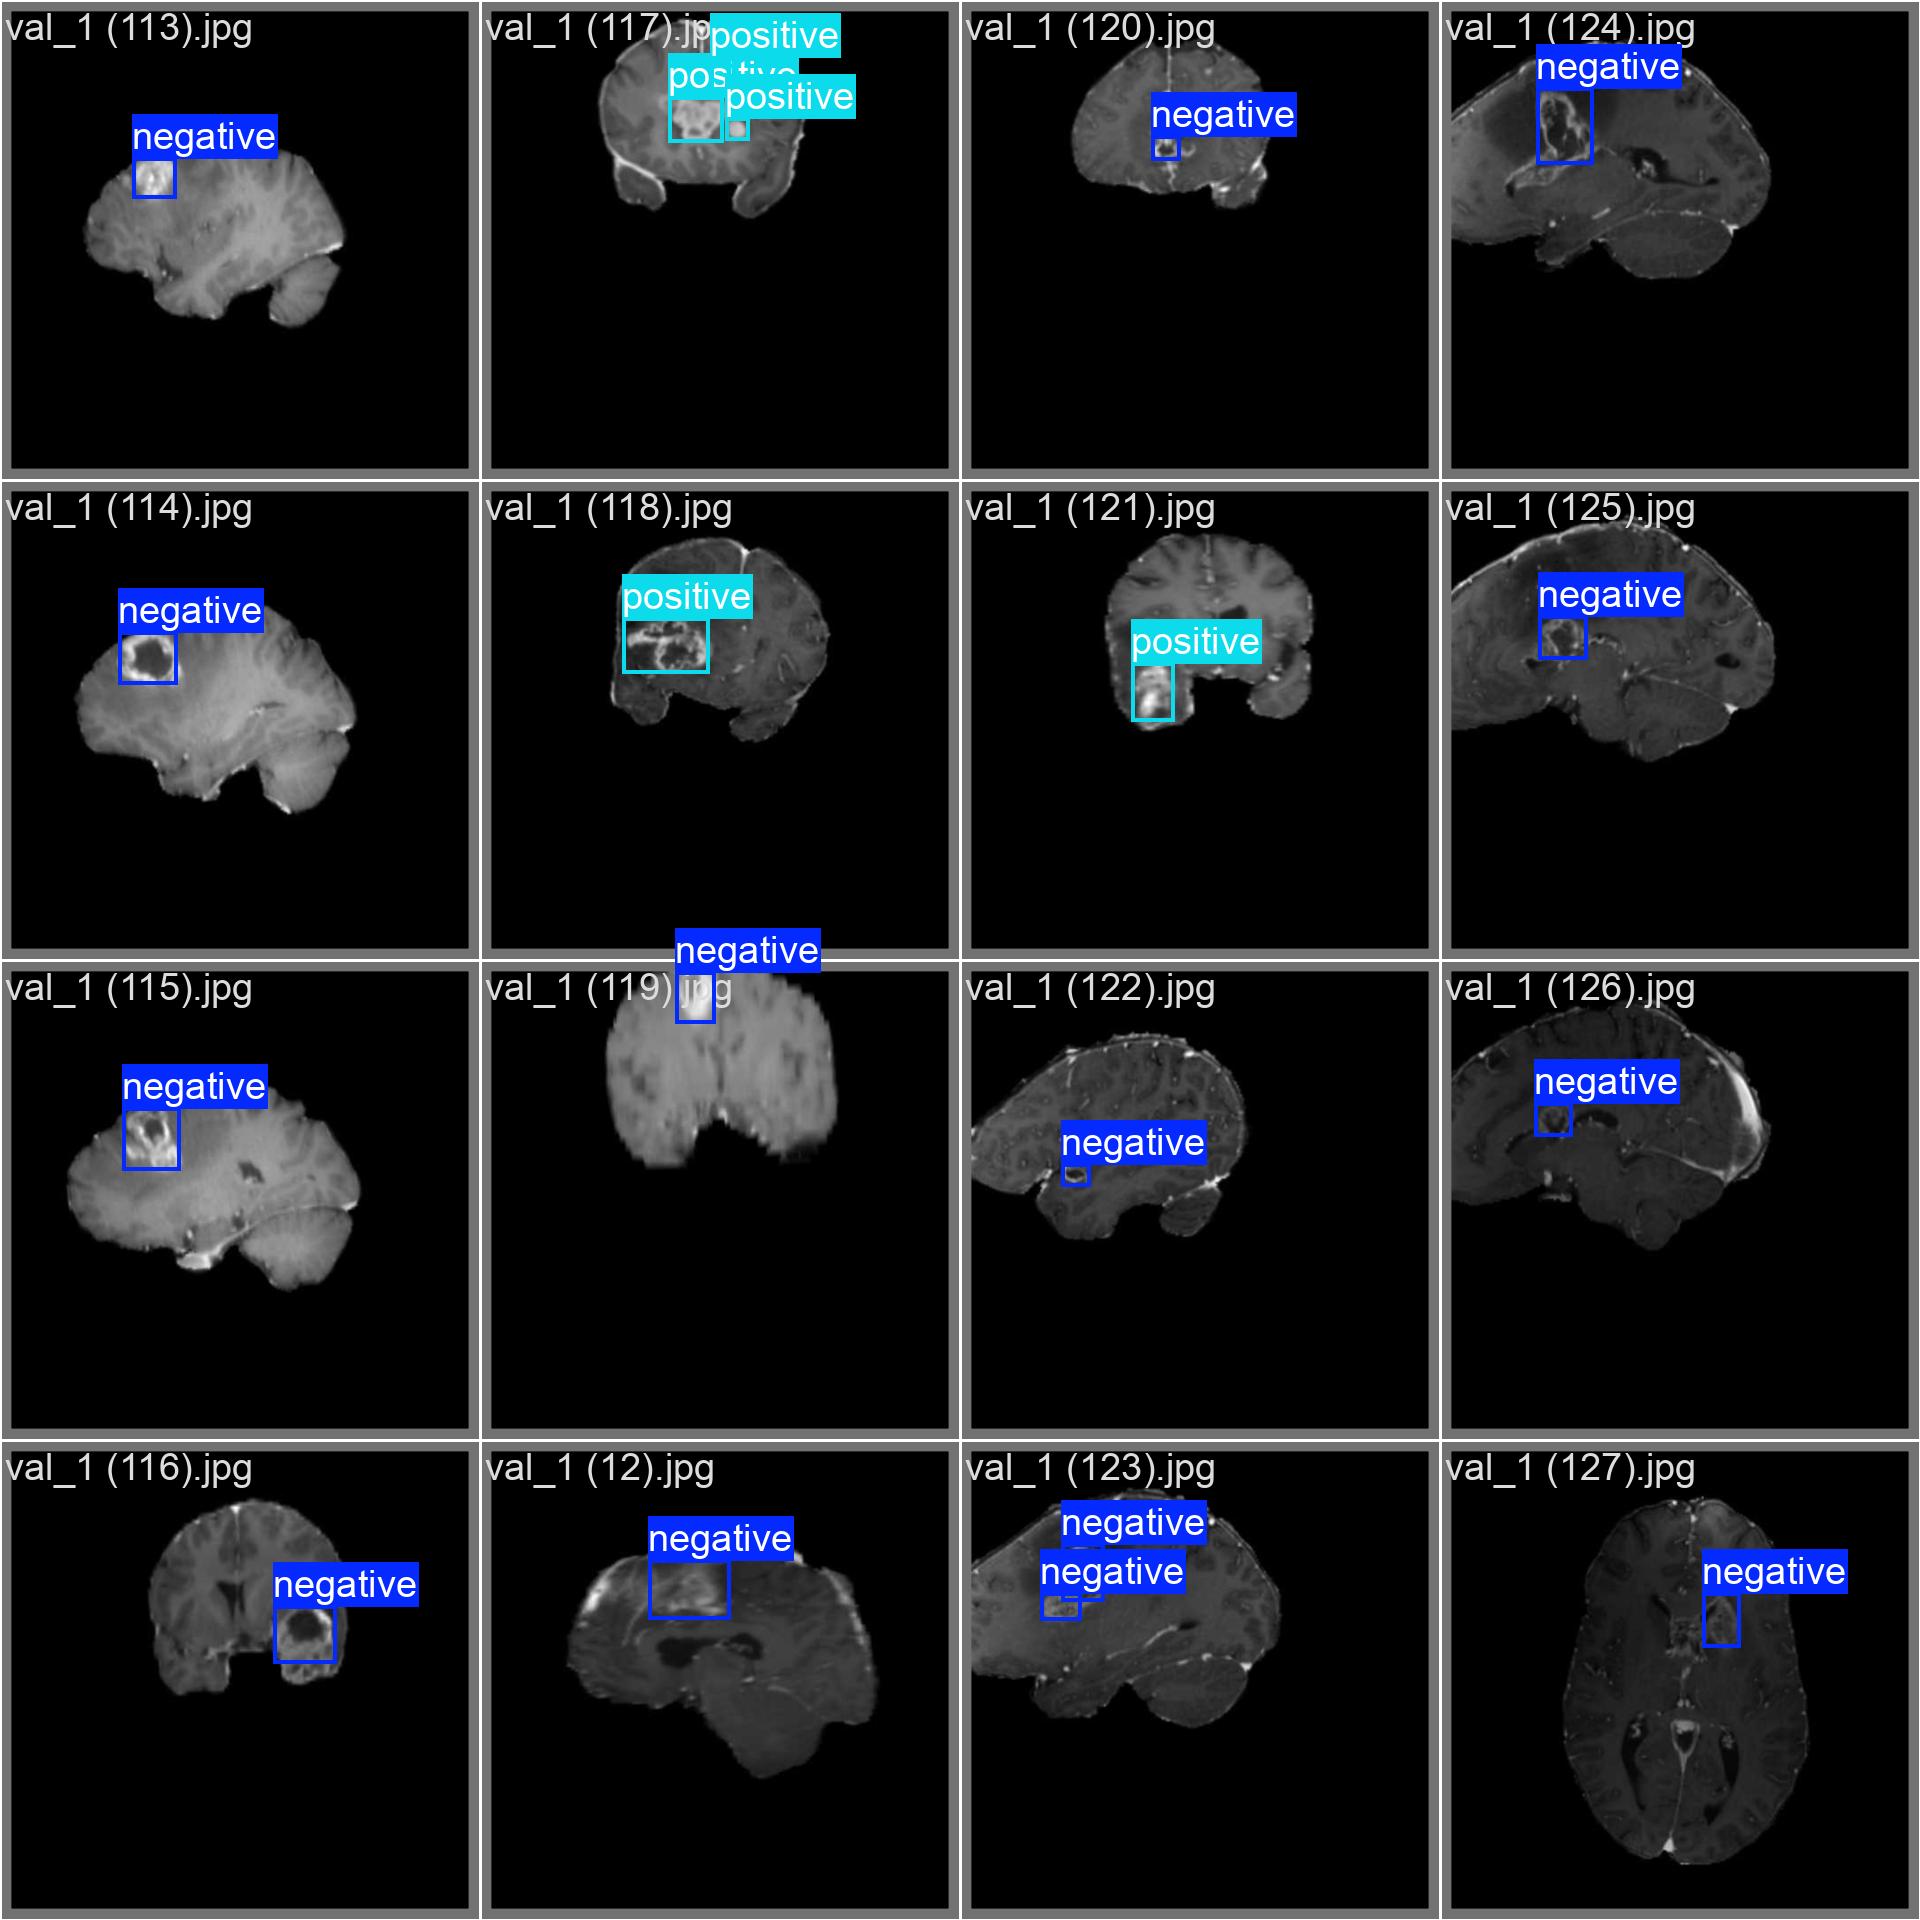 val_1 (113).jpg
negative
val_1 (117).jpg
positive
positive
positive
val_1 (120).jpg
negative
val_1 (124).jpg
negative
val_1 (114).jpg
negative
val_1 (118).jpg
positive
val_1 (121).jpg
positive
val_1 (125).jpg
negative
val_1 (115).jpg
negative
val_1 (119).jpg
negative
val_1 (122).jpg
negative
val_1 (126).jpg
negative
val_1 (116).jpg
negative
val_1 (12).jpg
negative
val_1 (123).jpg
negative
negative
val_1 (127).jpg
negative